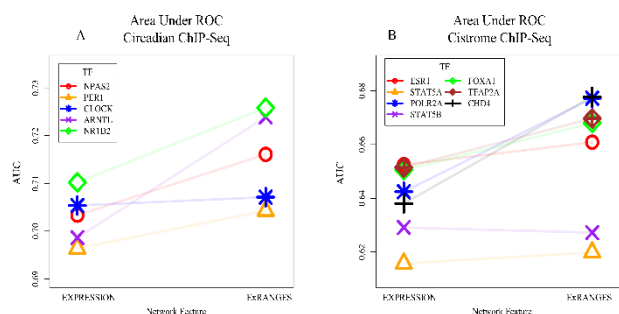 A
Area Under ROC
Circadian ChIP-Seq
TF
NPAS2
PER1
CLOCK
ARNTL
NR1D2
AUC
0.73
0.72
0.71
0.70
0.69
EXPRESSION
ExRANGES
Network Feature
B
Area Under ROC
Cistrome ChIP-Seq
TF
ESR1
STAT5A
POLR2A
STAT5B
FOXA1
TFAP2A
CHD4
AUC
0.68
0.66
0.64
0.62
EXPRESSION
ExRANGES
Network Feature